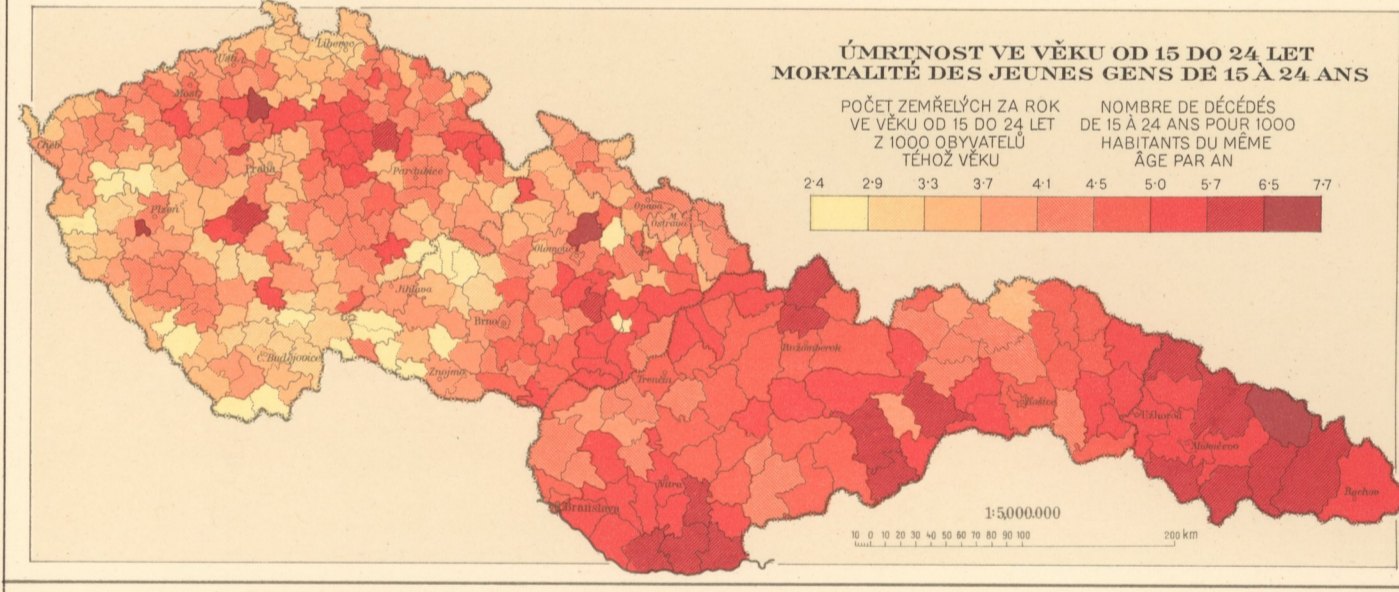 ÚMRTNOST VE VĚKU OD 15 DO 24 LET
MORTALITÉ DES JEUNES GENS DE 15 À 24 ANS
POČET ZEMŘELÝCH ZA ROK
VE VĚKU OD 15 DO 24 LET
Z 1000 OBYVATELŮ
TÉHOŽ VĚKU
NOMBRE DE DÉCÉDÉS
DE 15 À 24 ANS POUR 1000
HABITANTS DU MÊME
ÂGE PAR AN
2·4 2·9 3·3 3·7 4·1 4·5 5·0 5·7 6·5 7·7
Liberec
Ústí
Most
Cheb
Praha
Pardubice
Plzeň
Opava
M. Ostrava
Olomouc
Jihlava
Brno
Č. Budějovice
Znojmo
Ružomberok
Trenčín
Košice
Užhorod
Mukačevo
Nitra
Bratislava
1:5,000.000
10 0 10 20 30 40 50 60 70 80 90 100 200 km